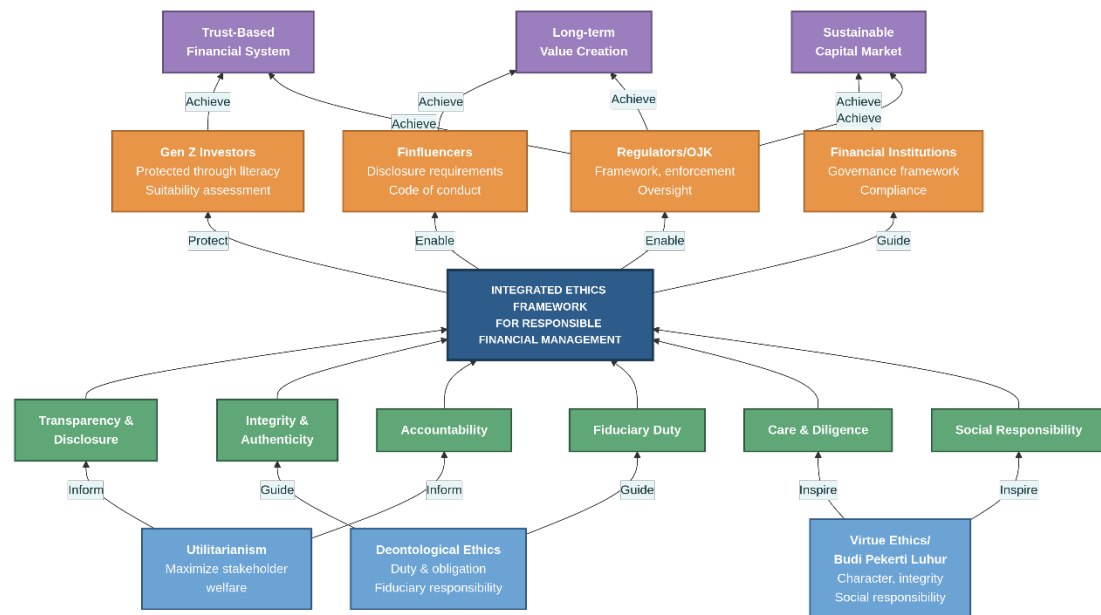 Trust-Based
Financial System
Long-term
Value Creation
Sustainable
Capital Market
Achieve
Achieve
Achieve
Achieve
Achieve
Achieve
Gen Z Investors
Protected through literacy
Suitability assessment
Finfluencers
Disclosure requirements
Code of conduct
Regulators/OJK
Framework, enforcement
Oversight
Financial Institutions
Governance framework
Compliance
Protect
Enable
Enable
Guide
INTEGRATED ETHICS
FRAMEWORK
FOR RESPONSIBLE
FINANCIAL MANAGEMENT
Transparency &
Disclosure
Integrity &
Authenticity
Accountability
Fiduciary Duty
Care & Diligence
Social Responsibility
Inform
Guide
Inform
Guide
Inspire
Inspire
Utilitarianism
Maximize stakeholder
welfare
Deontological Ethics
Duty & obligation
Fiduciary responsibility
Virtue Ethics/
Budi Pekerti Luhur
Character, integrity
Social responsibility